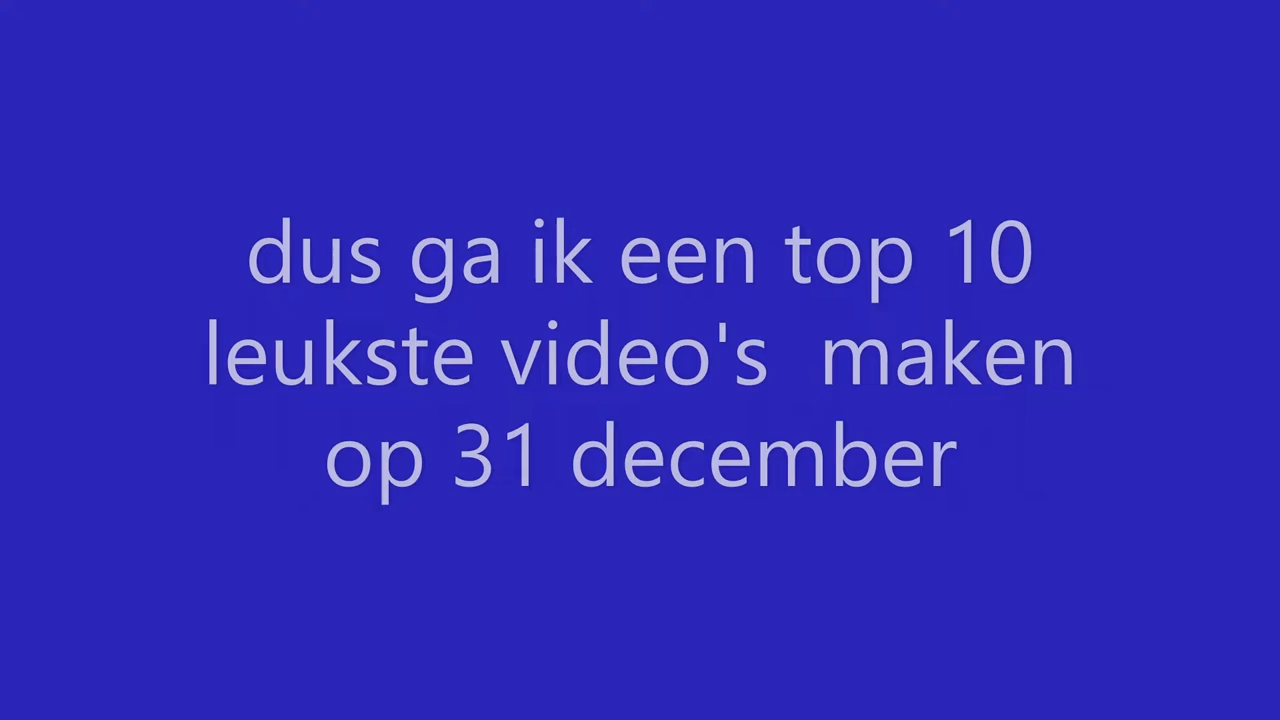 dus ga ik een top 10
leukste video's  maken
op 31 december